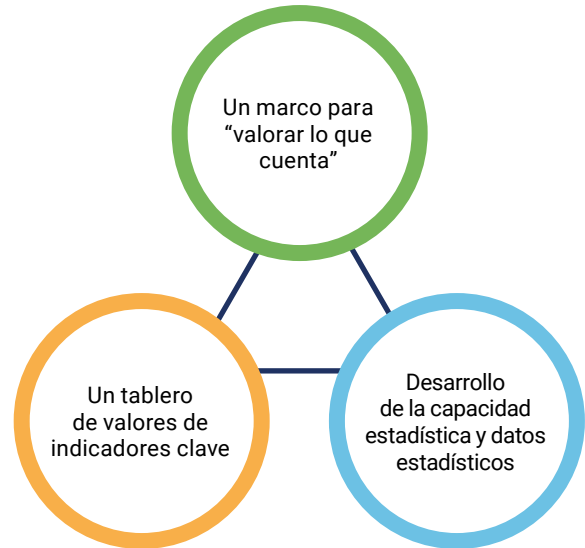 Un marco para
“valorar lo que
cuenta”
Un tablero
de valores de
indicadores clave
Desarrollo
de la capacidad
estadística y datos
estadísticos